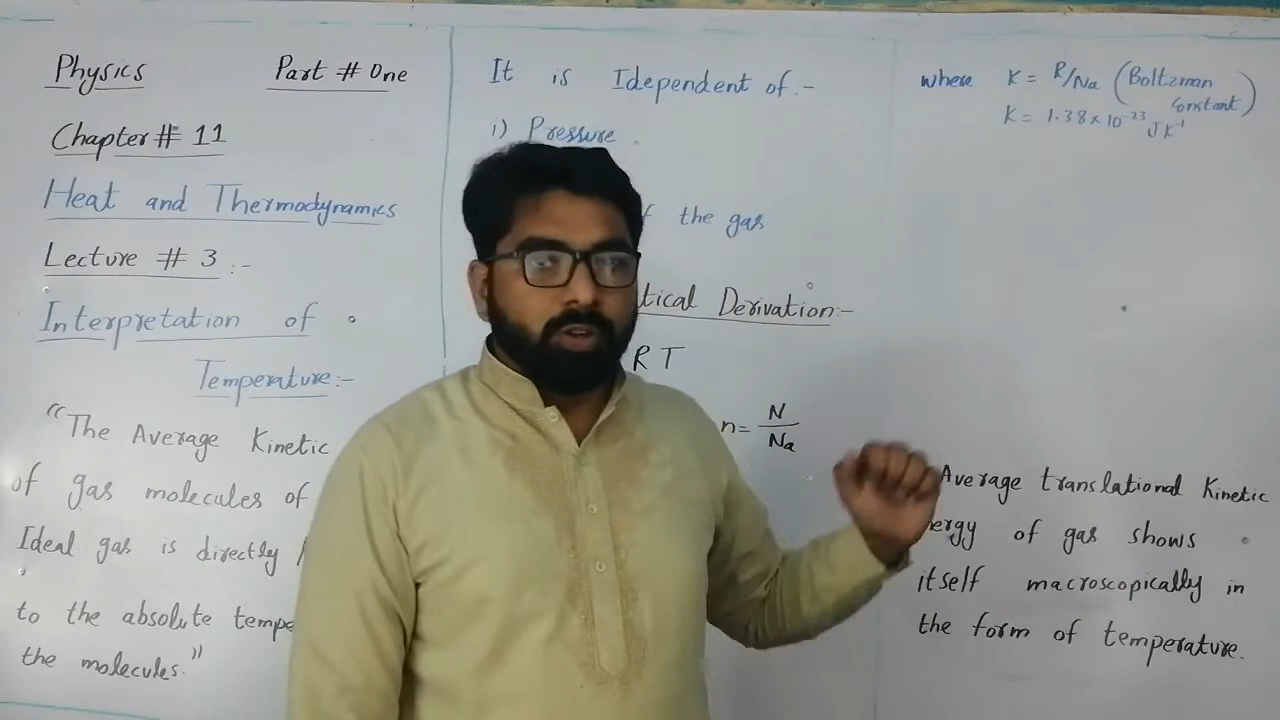 Physics Part # One
Chapter # 11
Heat and Thermodynamics
Lecture # 3 :-
Interpretation of
Temperature:-
"The Average Kinetic
of gas molecules of
Ideal gas is directly
to the absolute tempe
the molecules."
It is Idependent of :-
i) Pressure
the gas
tical Derivation:-
R T
n = N/Na
where K = R/Na (Boltzman
Constant)
K = 1.38 × 10⁻²³ J K⁻¹
Average translational Kinetic
ergy of gas shows
itself macroscopically in
the form of temperature.